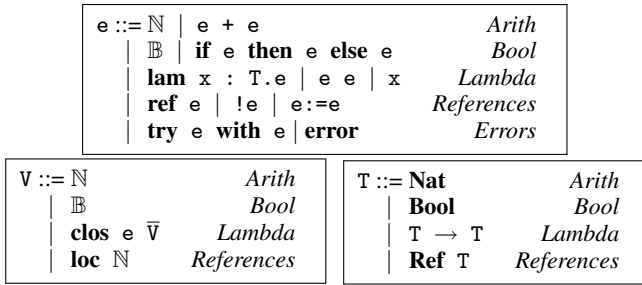 e ::= ℕ | e + e Arith
| 𝔹 | if e then e else e Bool
| lam x : T.e | e e | x Lambda
| ref e | !e | e:=e References
| try e with e | error Errors
V ::= ℕ Arith
| 𝔹 Bool
| clos e V̅ Lambda
| loc ℕ References
T ::= Nat Arith
| Bool Bool
| T → T Lambda
| Ref T References